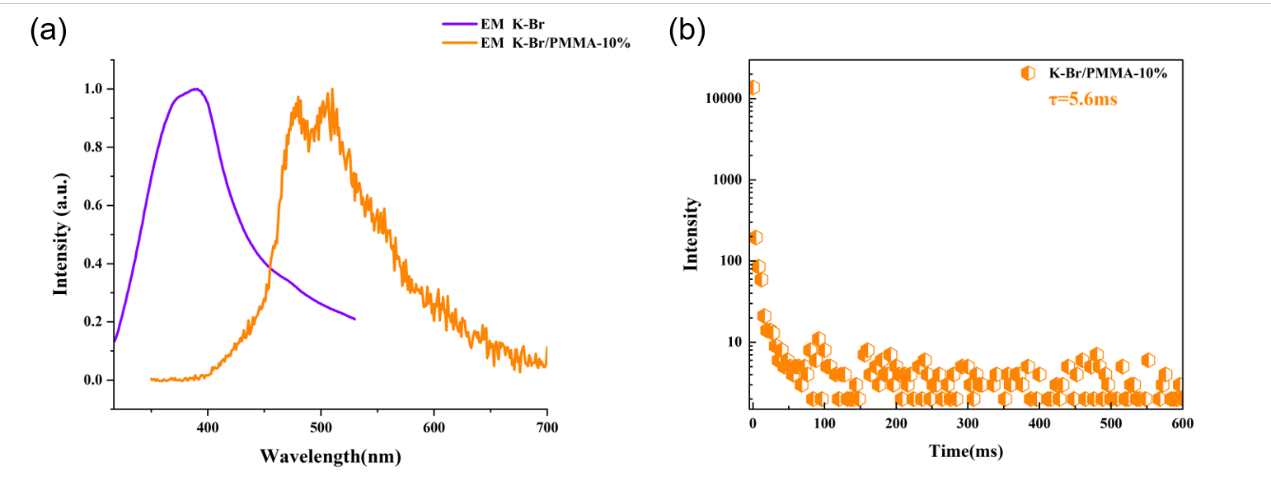 (a)
EM K-Br
EM K-Br/PMMA-10%
1.0
0.8
0.6
0.4
0.2
0.0
Intensity (a.u.)
400
500
600
700
Wavelength(nm)
(b)
K-Br/PMMA-10%
τ=5.6ms
10000
1000
100
10
Intensity
0
100
200
300
400
500
600
Time(ms)